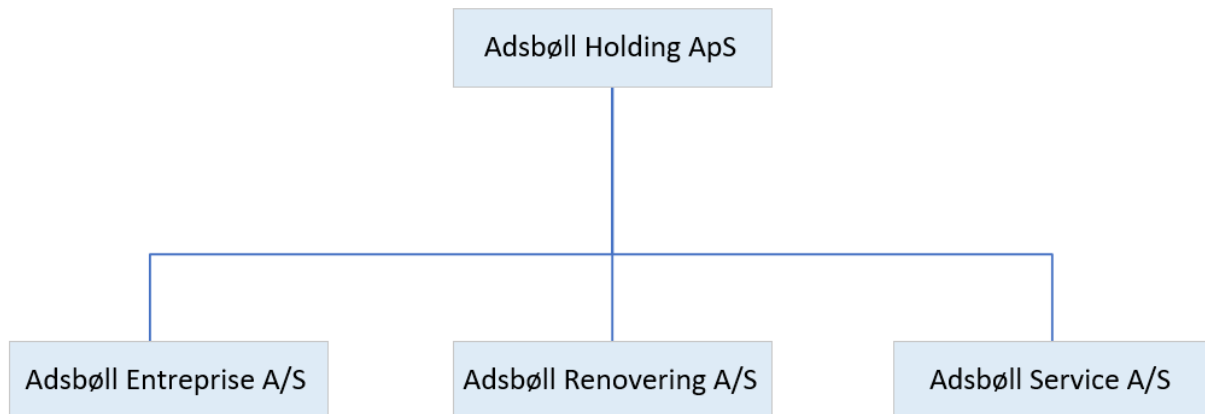 Adsbøll Holding ApS
Adsbøll Entreprise A/S
Adsbøll Renovering A/S
Adsbøll Service A/S